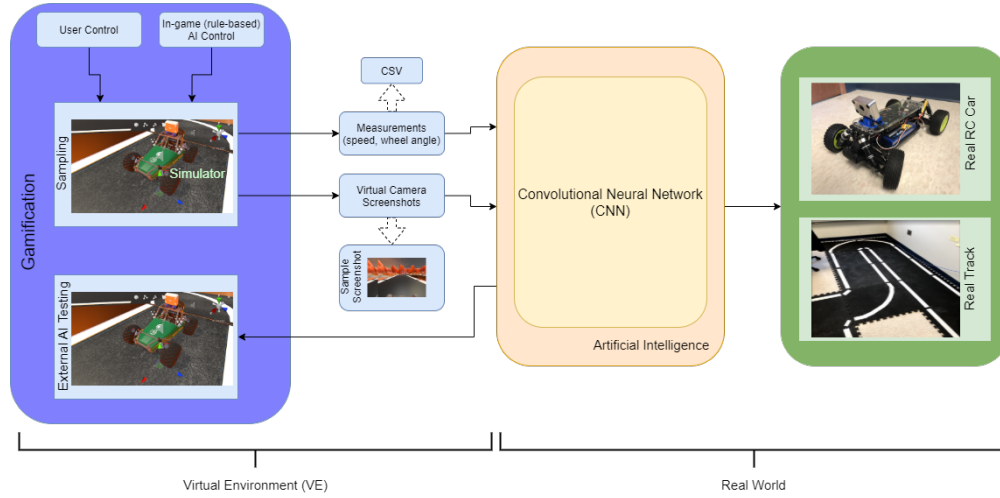 User Control
In-game (rule-based)
AI Control
Gamification
Sampling
Simulator
External AI Testing
CSV
Measurements
(speed, wheel angle)
Virtual Camera
Screenshots
Sample
Screenshot
Convolutional Neural Network
(CNN)
Artificial Intelligence
Real RC Car
Real Track
Virtual Environment (VE)
Real World